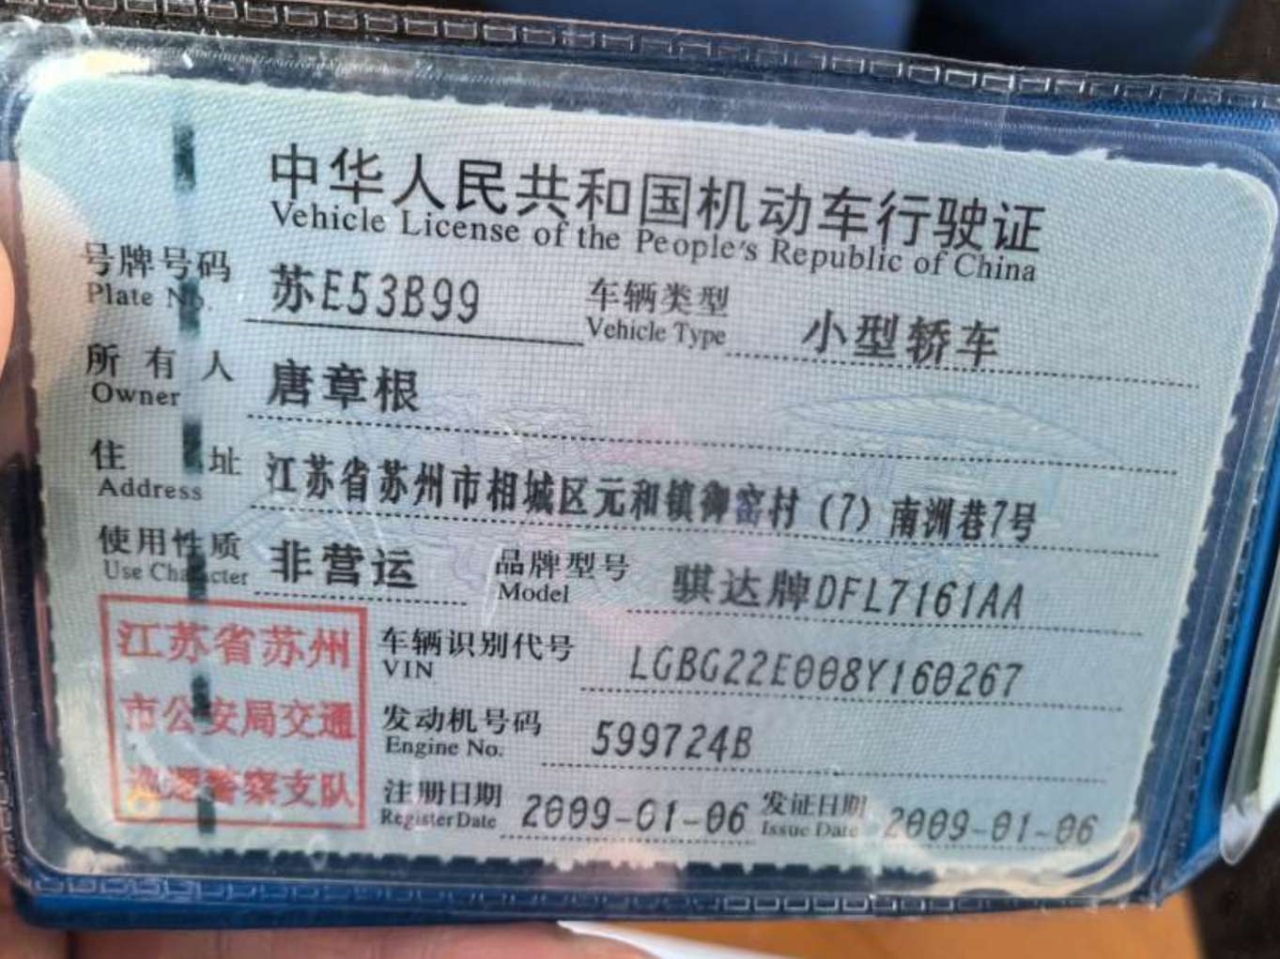 中华人民共和国机动车行驶证
Vehicle License of the People's Republic of China
号牌号码 苏E53B99 车辆类型 小型轿车
Plate No. Vehicle Type
所有人 唐章根
Owner
住址 江苏省苏州市相城区元和镇御窑村（7）南洲巷7号
Address
使用性质 非营运 品牌型号 骐达牌DFL7161AA
Use Character Model
江苏省苏州
市公安局交通
巡逻警察支队
车辆识别代号 LGBG22E008Y160267
VIN
发动机号码 599724B
Engine No.
注册日期 2009-01-06 发证日期 2009-01-06
Register Date Issue Date